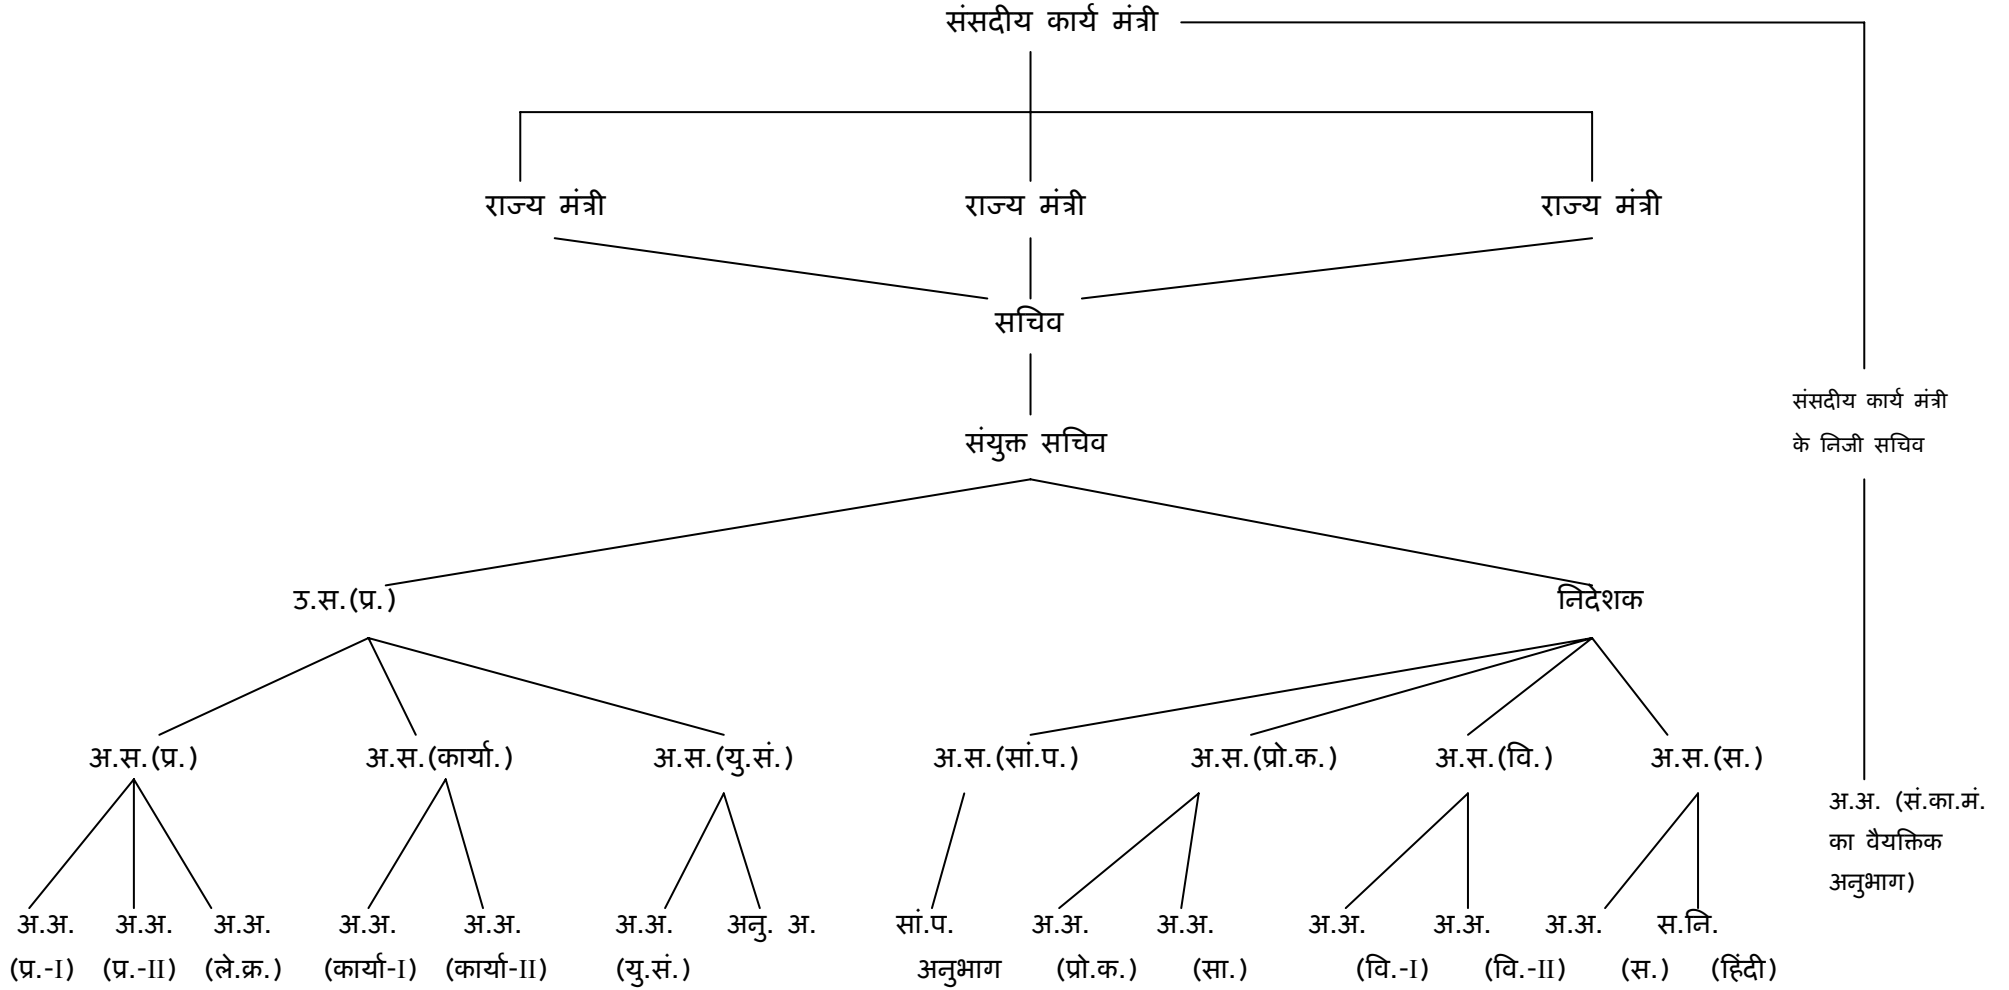 संसदीय कार्य मंत्री
राज्य मंत्री राज्य मंत्री राज्य मंत्री
सचिव
संसदीय कार्य मंत्री
के निजी सचिव
संयुक्त सचिव
उ.स.(प्र.) निदेशक
अ.स.(प्र.) अ.स.(कार्या.) अ.स.(यु.सं.) अ.स.(सां.प.) अ.स.(प्रो.क.) अ.स.(वि.) अ.स.(स.)
अ.अ. (सं.का.मं.
का वैयक्तिक
अनुभाग)
अ.अ. अ.अ. अ.अ. अ.अ. अ.अ. अ.अ. अनु. अ. सां.प. अ.अ. अ.अ. अ.अ. अ.अ. अ.अ. स.नि.
(प्र.-I) (प्र.-II) (ले.क्र.) (कार्या-I) (कार्या-II) (यु.सं.) अनुभाग (प्रो.क.) (सा.) (वि.-I) (वि.-II) (स.) (हिंदी)